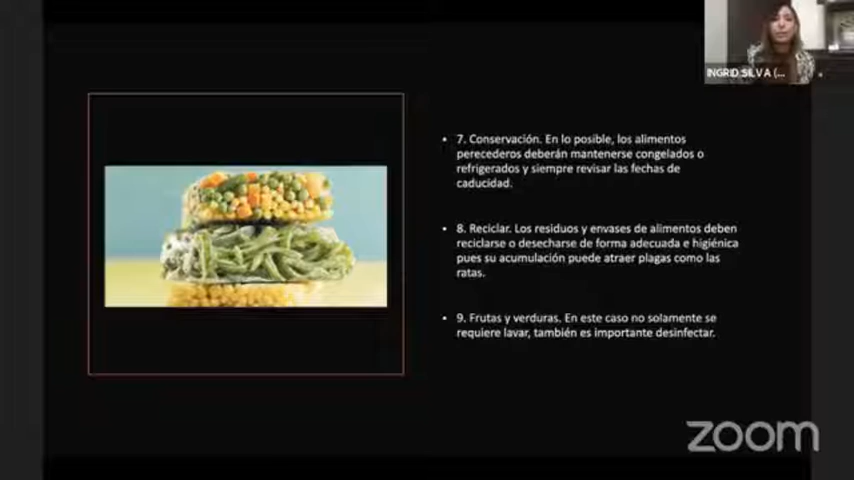 INGRID SILVA (...
• 7. Conservación. En lo posible, los alimentos
perecederos deberán mantenerse congelados o
refrigerados y siempre revisar las fechas de
caducidad.
• 8. Reciclar. Los residuos y envases de alimentos deben
reciclarse o desecharse de forma adecuada e higiénica
pues su acumulación puede atraer plagas como las
ratas.
• 9. Frutas y verduras. En este caso no solamente se
requiere lavar, también es importante desinfectar.
zoom